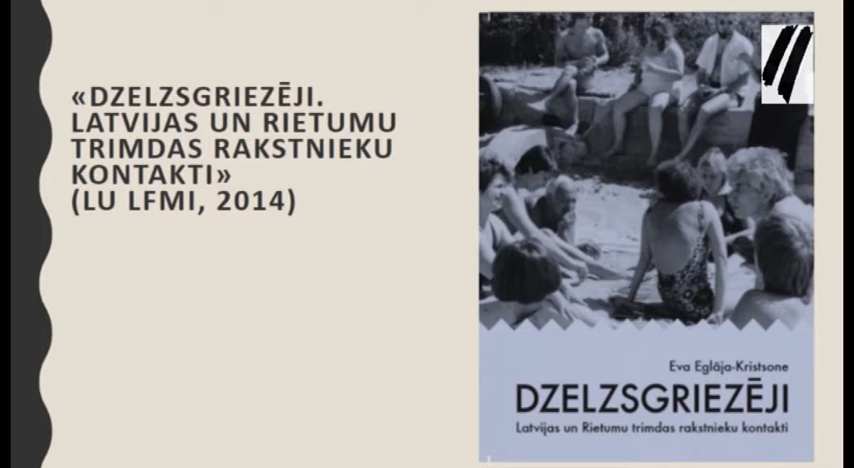 «DZELZSGRIEZĒJI.
LATVIJAS UN RIETUMU
TRIMDAS RAKSTNIEKU
KONTAKTI»
(LU LFMI, 2014)
Eva Eglāja-Kristsone
DZELZSGRIEZĒJI
Latvijas un Rietumu trimdas rakstnieku kontakti